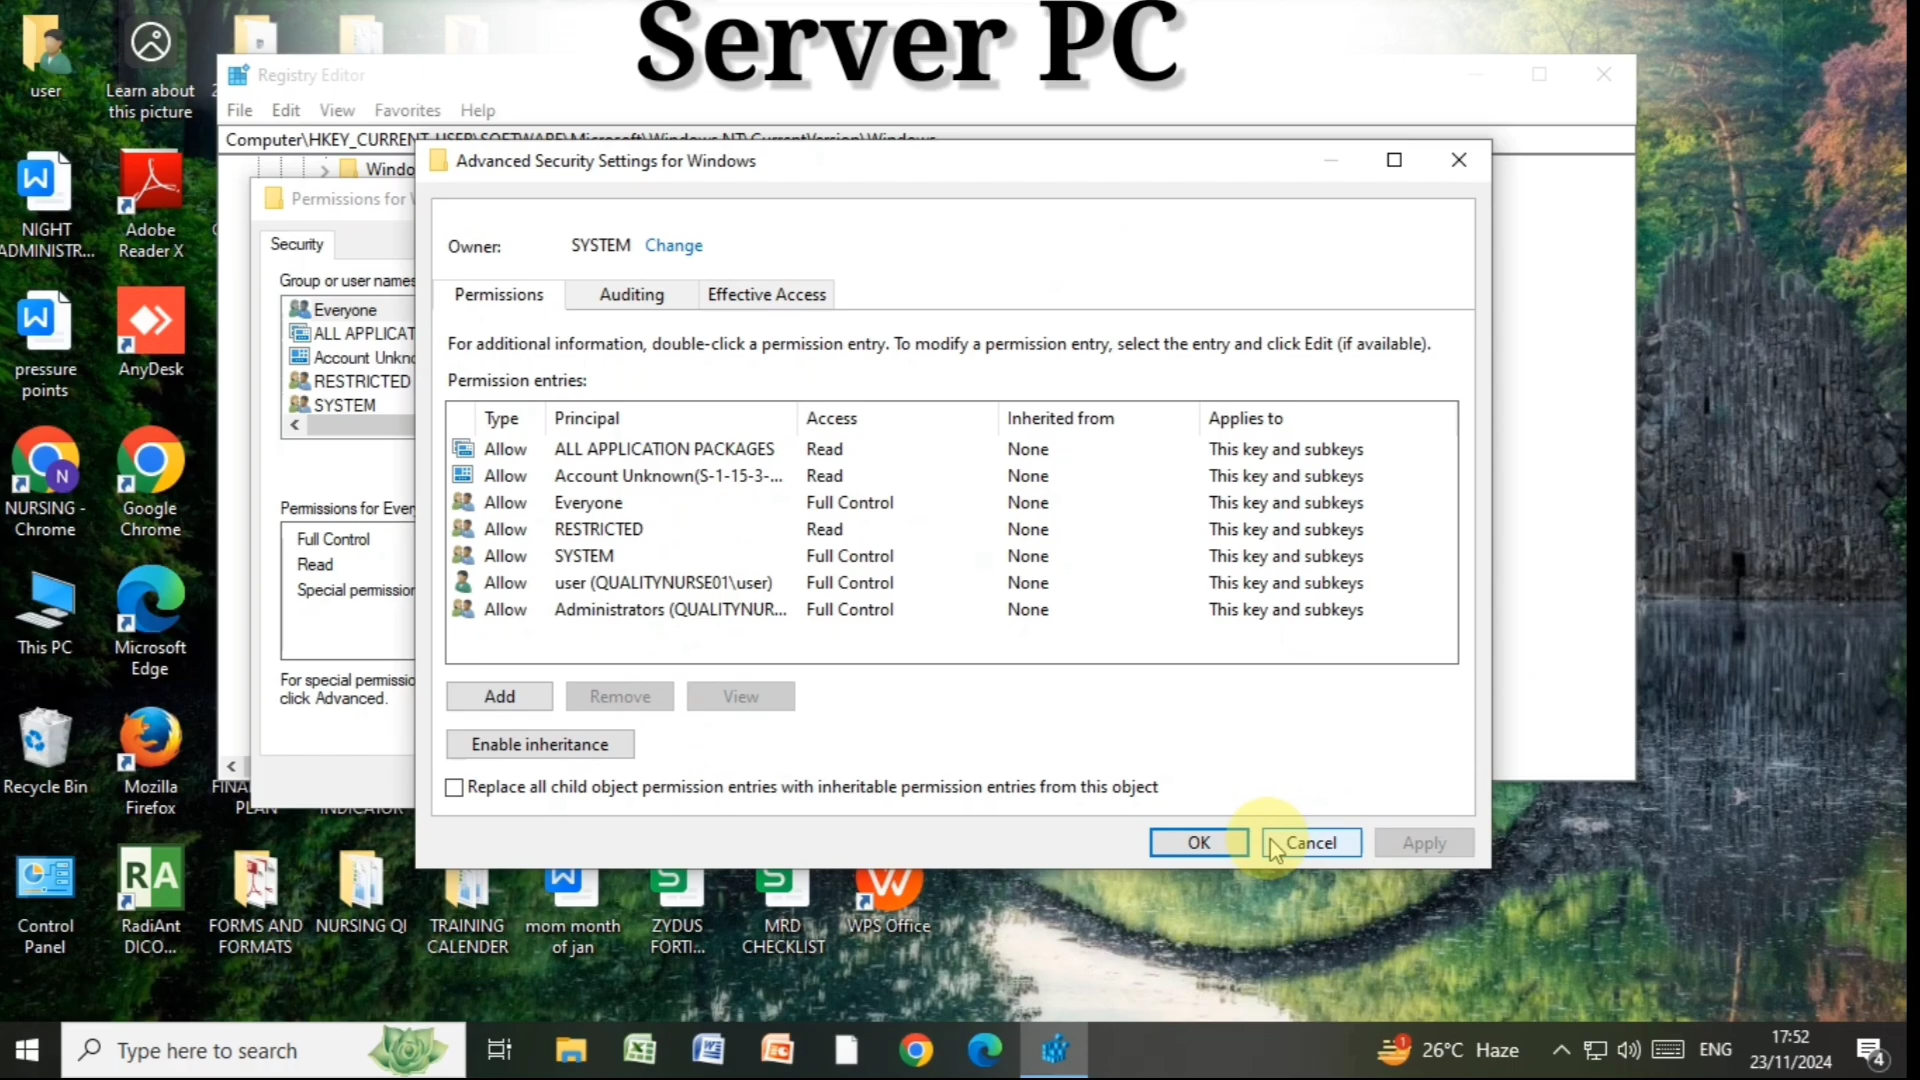 Server PC
user
Learn about
this picture
Registry Editor
File Edit View Favorites Help
Computer\HKEY_CURRENT_USER\SOFTWARE\Microsoft\Windows NT\CurrentVersion\Windows
Windo
Advanced Security Settings for Windows
Permissions for W
Security
Group or user names
Everyone
ALL APPLICAT
Account Unkno
RESTRICTED
SYSTEM
Permissions for Ever
Full Control
Read
Special permission
For special permissio
click Advanced.
Owner: SYSTEM Change
Permissions Auditing Effective Access
For additional information, double-click a permission entry. To modify a permission entry, select the entry and click Edit (if available).
Permission entries:
Type Principal Access Inherited from Applies to
Allow ALL APPLICATION PACKAGES Read None This key and subkeys
Allow Account Unknown(S-1-15-3-... Read None This key and subkeys
Allow Everyone Full Control None This key and subkeys
Allow RESTRICTED Read None This key and subkeys
Allow SYSTEM Full Control None This key and subkeys
Allow user (QUALITYNURSE01\user) Full Control None This key and subkeys
Allow Administrators (QUALITYNUR... Full Control None This key and subkeys
Add Remove View
Enable inheritance
Replace all child object permission entries with inheritable permission entries from this object
OK Cancel Apply
NIGHT
ADMINISTR...
Adobe
Reader X
pressure
points
AnyDesk
NURSING -
Chrome
Google
Chrome
This PC
Microsoft
Edge
Recycle Bin
Mozilla
Firefox
Control
Panel
RadiAnt
DICO...
FORMS AND
FORMATS
NURSING QI
TRAINING
CALENDER
mom month
of jan
ZYDUS
FORTI...
MRD
CHECKLIST
WPS Office
Type here to search
26°C Haze
ENG
17:52
23/11/2024
4